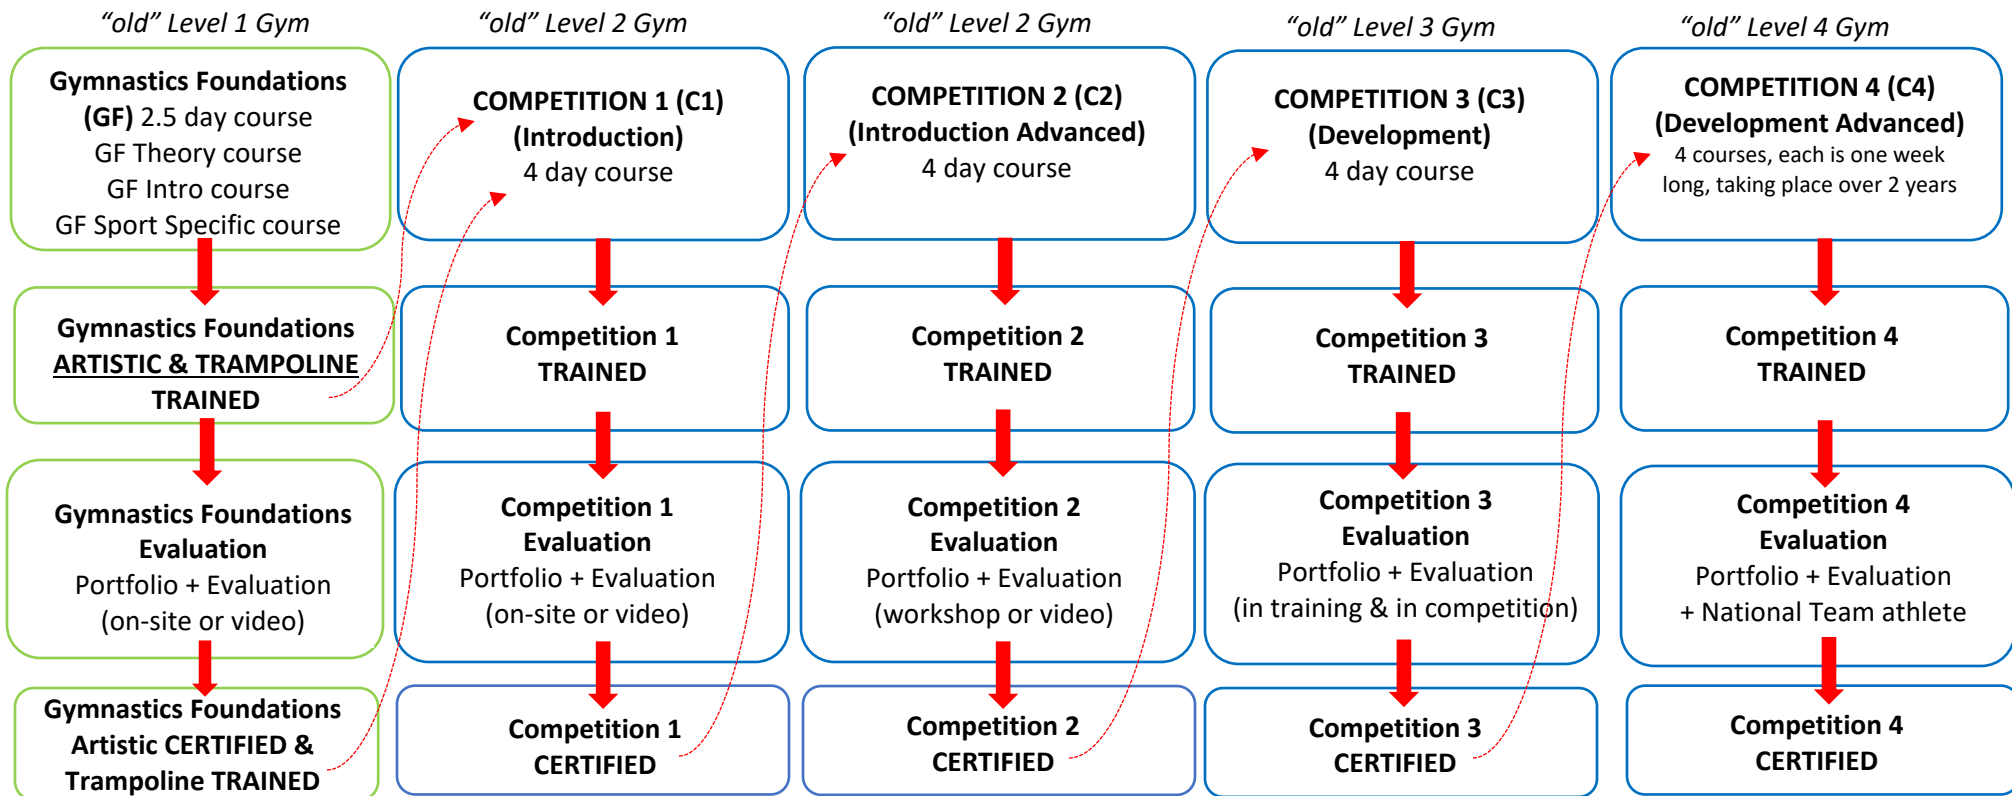 “old” Level 1 Gym
Gymnastics Foundations
(GF) 2.5 day course
GF Theory course
GF Intro course
GF Sport Specific course
Gymnastics Foundations
ARTISTIC & TRAMPOLINE
TRAINED
Gymnastics Foundations
Evaluation
Portfolio + Evaluation
(on-site or video)
Gymnastics Foundations
Artistic CERTIFIED &
Trampoline TRAINED
“old” Level 2 Gym
COMPETITION 1 (C1)
(Introduction)
4 day course
Competition 1
TRAINED
Competition 1
Evaluation
Portfolio + Evaluation
(on-site or video)
Competition 1
CERTIFIED
“old” Level 2 Gym
COMPETITION 2 (C2)
(Introduction Advanced)
4 day course
Competition 2
TRAINED
Competition 2
Evaluation
Portfolio + Evaluation
(workshop or video)
Competition 2
CERTIFIED
“old” Level 3 Gym
COMPETITION 3 (C3)
(Development)
4 day course
Competition 3
TRAINED
Competition 3
Evaluation
Portfolio + Evaluation
(in training & in competition)
Competition 3
CERTIFIED
“old” Level 4 Gym
COMPETITION 4 (C4)
(Development Advanced)
4 courses, each is one week
long, taking place over 2 years
Competition 4
TRAINED
Competition 4
Evaluation
Portfolio + Evaluation
+ National Team athlete
Competition 4
CERTIFIED